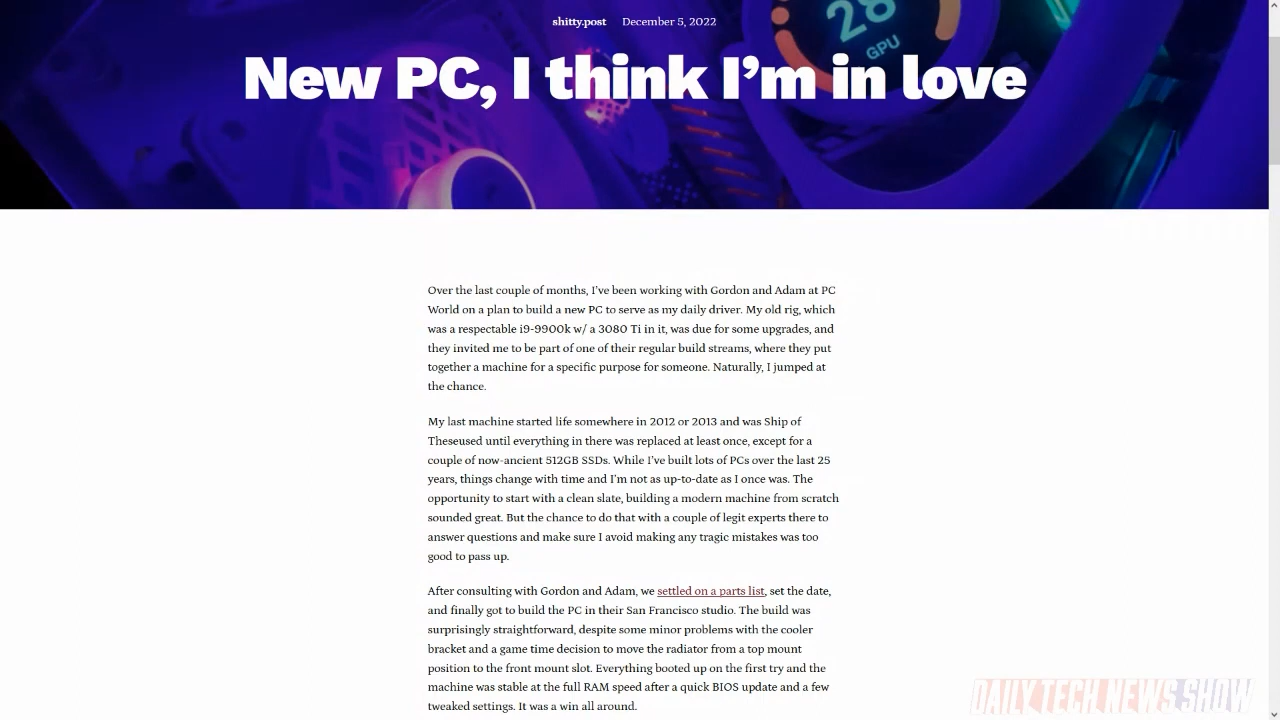 shitty.post December 5, 2022
28
GPU
New PC, I think I’m in love
Over the last couple of months, I’ve been working with Gordon and Adam at PC
World on a plan to build a new PC to serve as my daily driver. My old rig, which
was a respectable i9-9900k w/ a 3080 Ti in it, was due for some upgrades, and
they invited me to be part of one of their regular build streams, where they put
together a machine for a specific purpose for someone. Naturally, I jumped at
the chance.
My last machine started life somewhere in 2012 or 2013 and was Ship of
Theseused until everything in there was replaced at least once, except for a
couple of now-ancient 512GB SSDs. While I’ve built lots of PCs over the last 25
years, things change with time and I’m not as up-to-date as I once was. The
opportunity to start with a clean slate, building a modern machine from scratch
sounded great. But the chance to do that with a couple of legit experts there to
answer questions and make sure I avoid making any tragic mistakes was too
good to pass up.
After consulting with Gordon and Adam, we settled on a parts list, set the date,
and finally got to build the PC in their San Francisco studio. The build was
surprisingly straightforward, despite some minor problems with the cooler
bracket and a game time decision to move the radiator from a top mount
position to the front mount slot. Everything booted up on the first try and the
machine was stable at the full RAM speed after a quick BIOS update and a few
tweaked settings. It was a win all around.
DAILY TECH NEWS SHOW